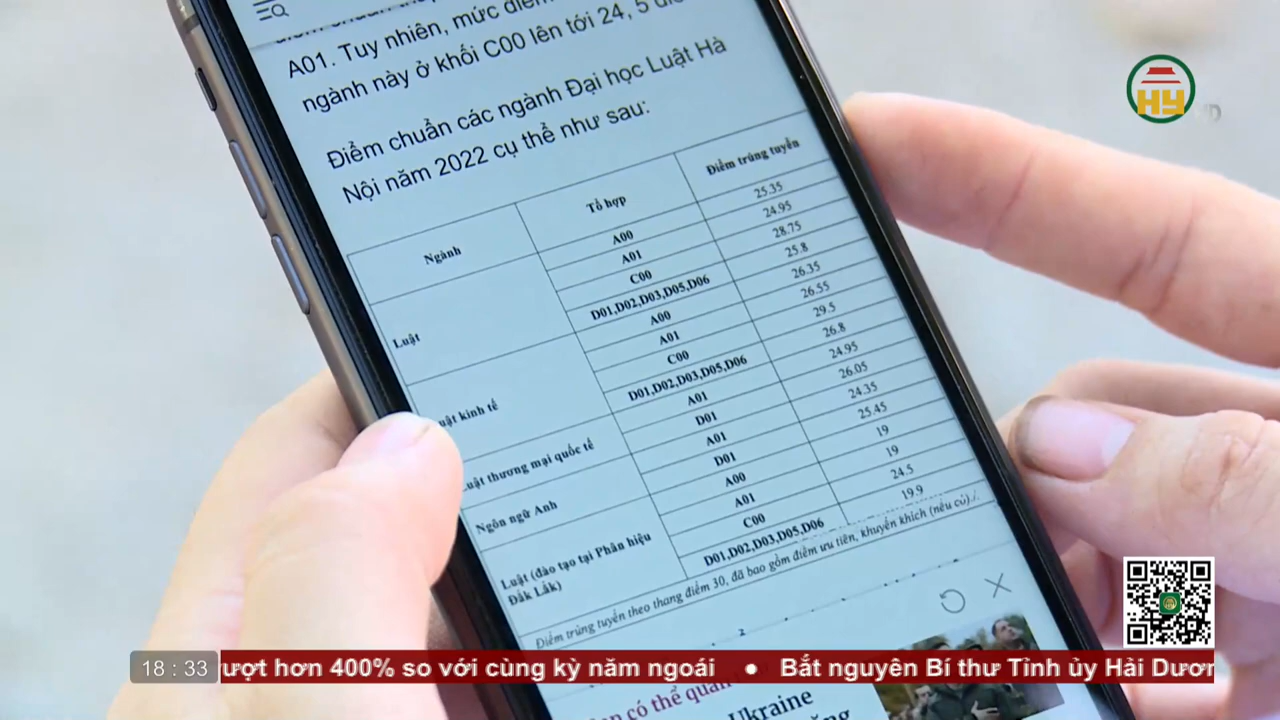 A01. Tuy nhiên, mức điểm
ngành này ở khối C00 lên tới 24, 5
Điểm chuẩn các ngành Đại học Luật Hà
Nội năm 2022 cụ thể như sau:
Ngành Tổ hợp Điểm trúng tuyển
Luật
A00 25.35
A01 24.95
C00 28.75
D01,D02,D03,D05,D06 25.8
kinh tế
A00 26.35
A01 26.55
C00 29.5
D01,D02,D03,D05,D06 26.8
thương mại quốc tế
A01 24.95
D01 26.05
Ngôn ngữ Anh
A01 24.35
D01 25.45
Luật (đào tạo tại Phân hiệu
Đắk Lắk)
A00 19
A01 19
C00 24.5
D01,D02,D03,D05,D06 19.9
Điểm trúng tuyển theo thang điểm 30, đã bao gồm điểm ưu tiên, khuyến khích (nếu có)./.
có thể quan
Ukraine
HY
18 : 33
hơn 400% so với cùng kỳ năm ngoái ● Bắt nguyên Bí thư Tỉnh ủy Hải